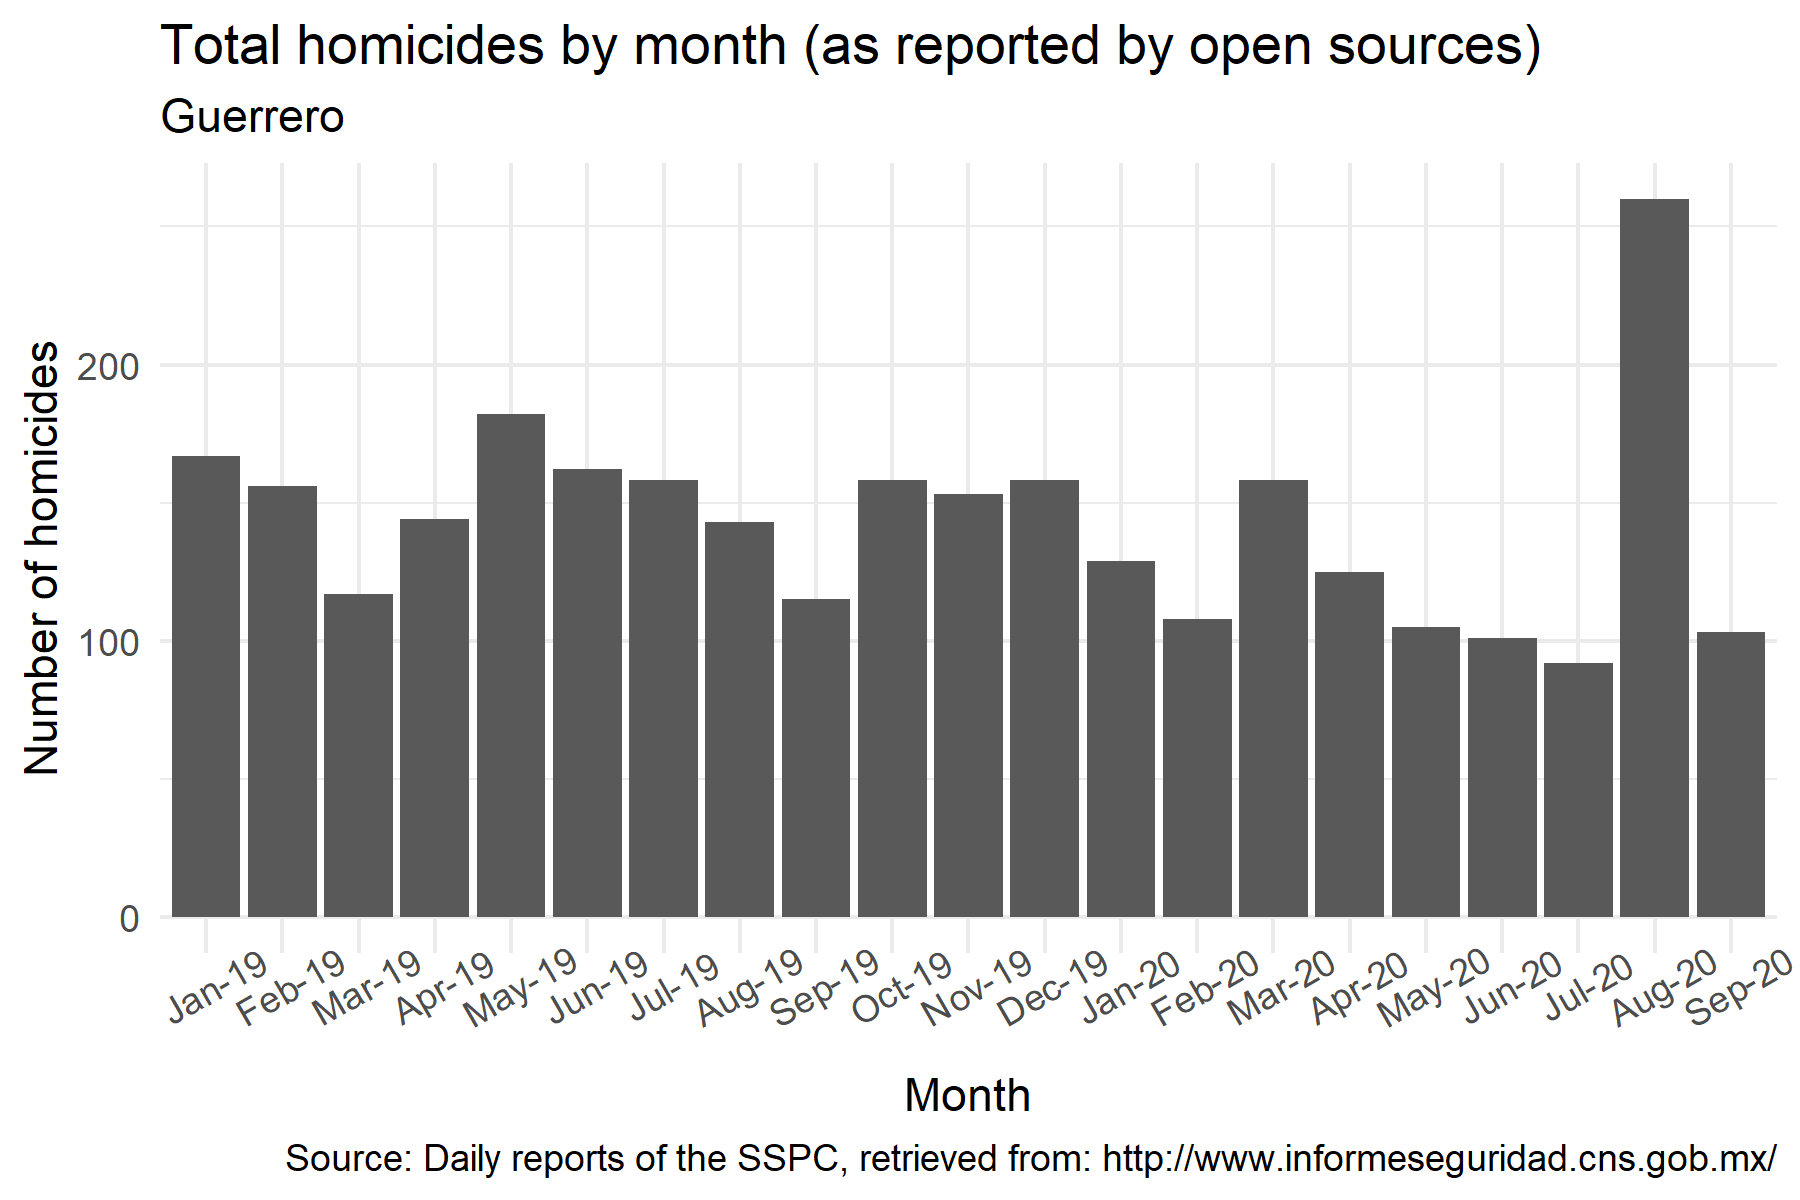 Total homicides by month (as reported by open sources)
Guerrero
Number of homicides
200
100
0
Jan-19
Feb-19
Mar-19
Apr-19
May-19
Jun-19
Jul-19
Aug-19
Sep-19
Oct-19
Nov-19
Dec-19
Jan-20
Feb-20
Mar-20
Apr-20
May-20
Jun-20
Jul-20
Aug-20
Sep-20
Month
Source: Daily reports of the SSPC, retrieved from: http://www.informeseguridad.cns.gob.mx/